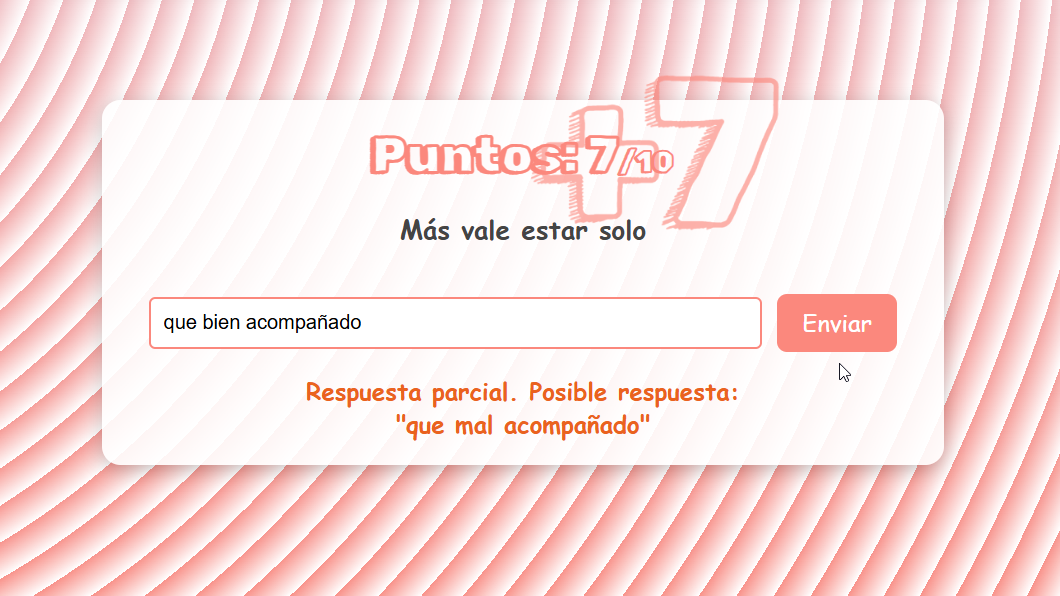 +7
Puntos: 7/10
Más vale estar solo
que bien acompañado
Enviar
Respuesta parcial. Posible respuesta:
"que mal acompañado"